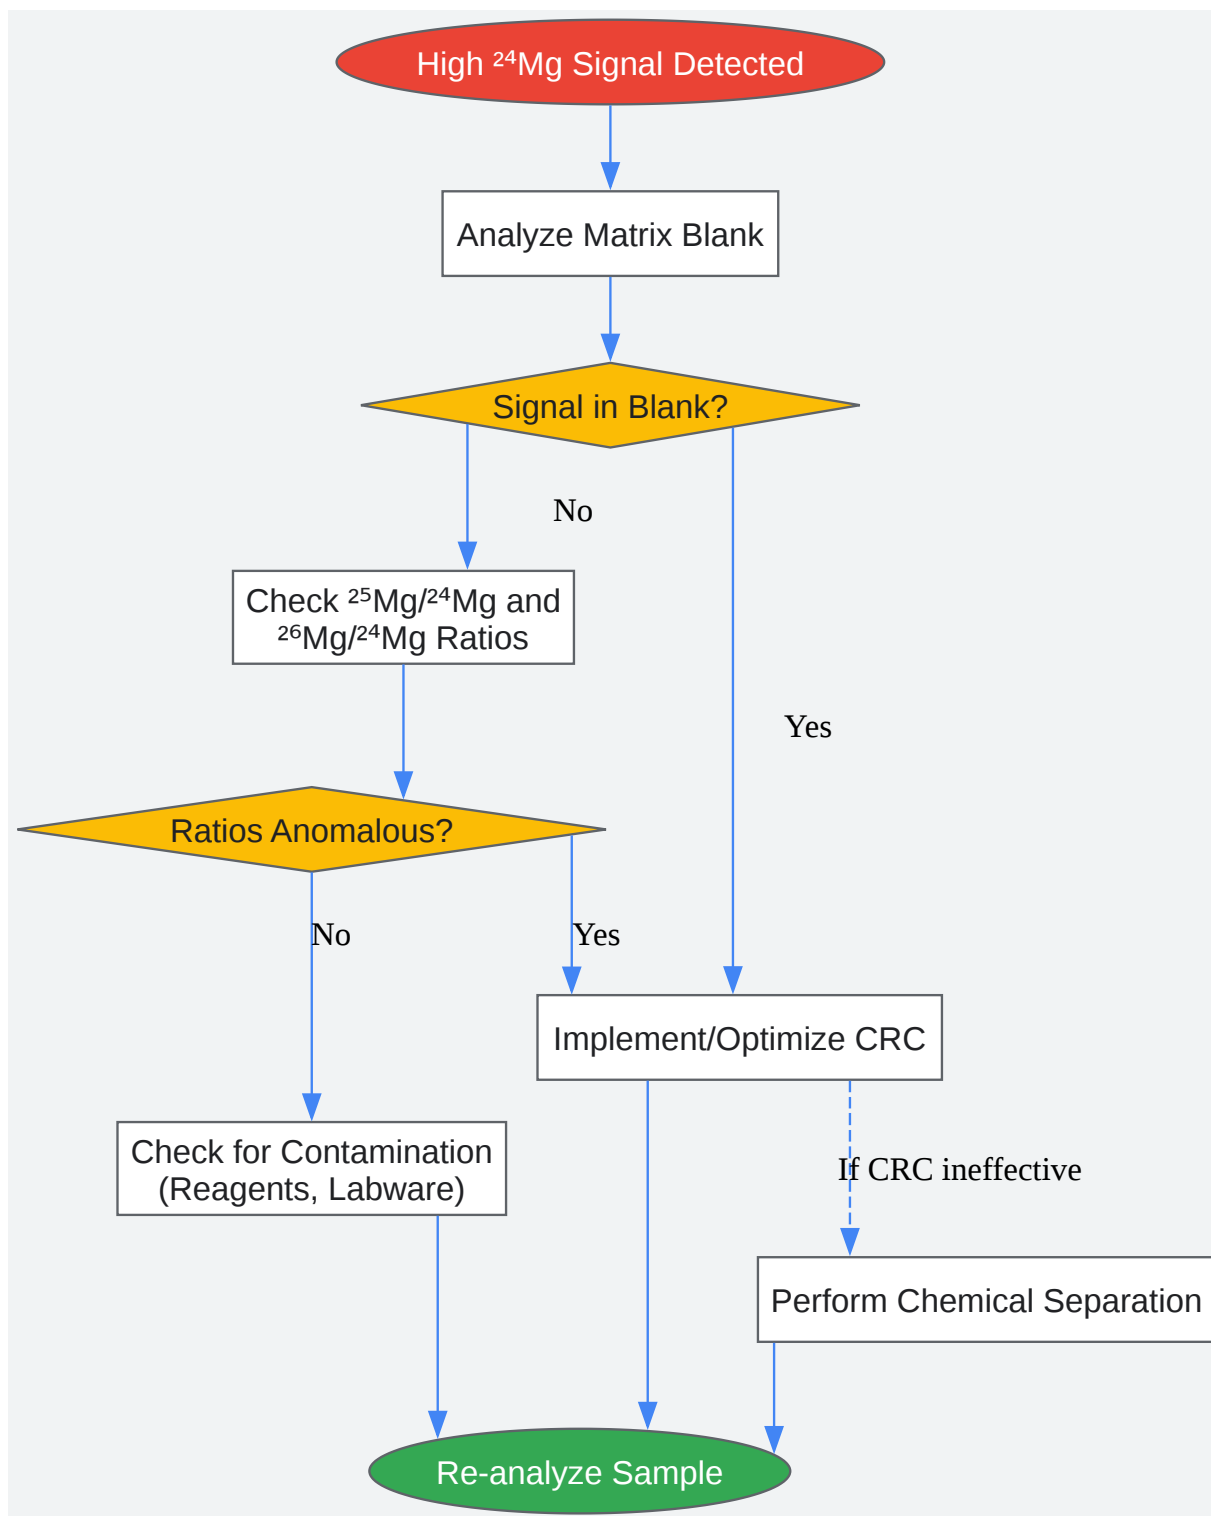 High ²⁴Mg Signal Detected
Analyze Matrix Blank
Signal in Blank?
No
Check ²⁵Mg/²⁴Mg and
²⁶Mg/²⁴Mg Ratios
Yes
Ratios Anomalous?
No
Yes
Implement/Optimize CRC
Check for Contamination
(Reagents, Labware)
If CRC ineffective
Perform Chemical Separation
Re-analyze Sample